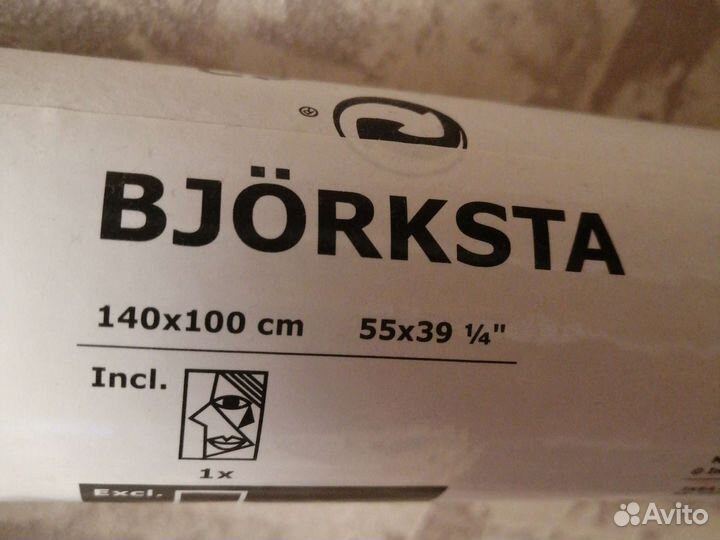 ®
BJÖRKSTA
140x100 cm 55x39 ¼"
Incl.
1x
Excl.
Avito